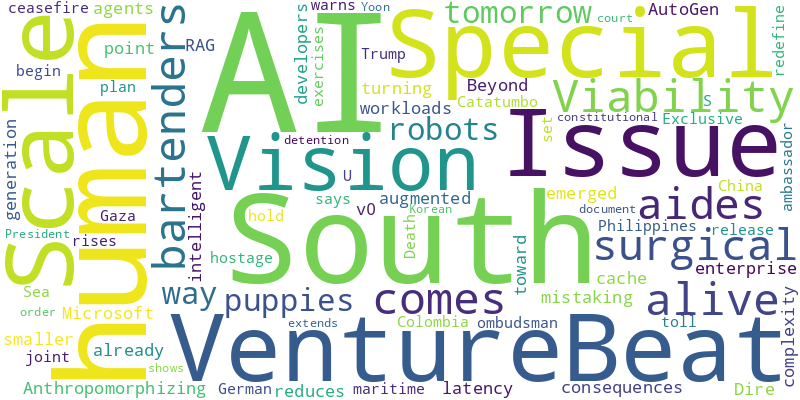 ceasefire
agents
warns
Yoon
tomorrow
court
AutoGen
Special
AI
human
Scale
point
bartenders
RAG
developers
exercises
Trump
redefine
begin
plan
turning
Beyond
Catatumbo
Viability
S
workloads
robots
set
constitutional
Exclusive
Issue
generation
Vision
detention
U
intelligent
Gaza
says
augmented
emerged
China
ambassador
aides
President
rises
South
v0
Korean
document
hold
Death
Philippines
release
surgical
hostage
toward
cache
enterprise
Sea
way
puppies
comes
mistaking
alive
order
Microsoft
VentureBeat
extends
Colombia
ombudsman
toll
complexity
smaller
joint
already
shows
Anthropomorphizing
German
reduces
maritime
latency
consequences
Dire